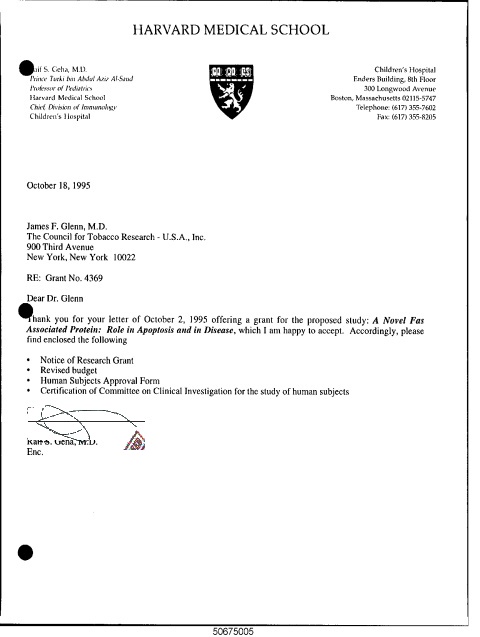 HARVARD MEDICAL SCHOOL
S. Geha, M.D.
Prince Turki bin Abdul Aziz Al-Saud
Professor of Pediatrics
Harvard Medical School
Chief, Division of Immunology
Children's Hospital
Children's Hospital
Enders Building, 8th Floor
300 Longwood Avenue
Boston, Massachusetts 02115-5747
Telephone: (617) 355-7602
Fax: (617) 355-8205
October 18, 1995
James F. Glenn, M.D.
The Council for Tobacco Research - U.S.A., Inc.
900 Third Avenue
New York, New York 10022
RE: Grant No. 4369
Dear Dr. Glenn
Thank you for your letter of October 2, 1995 offering a grant for the proposed study: A Novel Fas
Associated Protein: Role in Apoptosis and in Disease, which I am happy to accept. Accordingly, please
find enclosed the following
• Notice of Research Grant
• Revised budget
• Human Subjects Approval Form
• Certification of Committee on Clinical Investigation for the study of human subjects
S. Geha, M.D.
Enc.
50675005